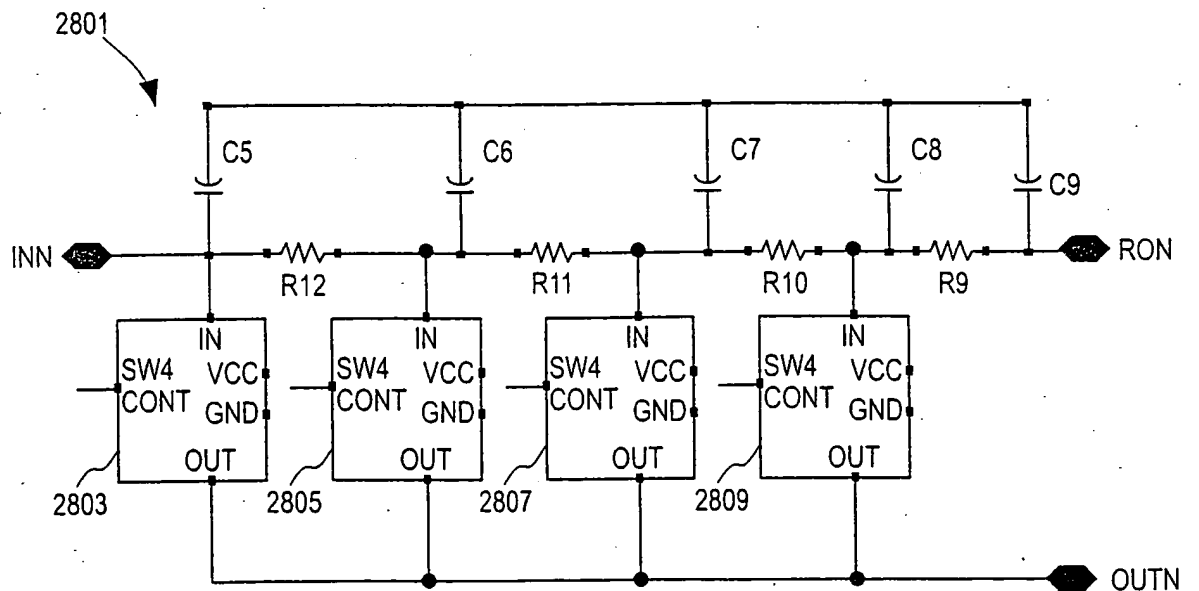 2801
C5
C6
C7
C8
C9
INN
R12
R11
R10
R9
RON
IN
SW4
CONT
VCC
GND
OUT
2803
IN
SW4
CONT
VCC
GND
OUT
2805
IN
SW4
CONT
VCC
GND
OUT
2807
IN
SW4
CONT
VCC
GND
OUT
2809
OUTN